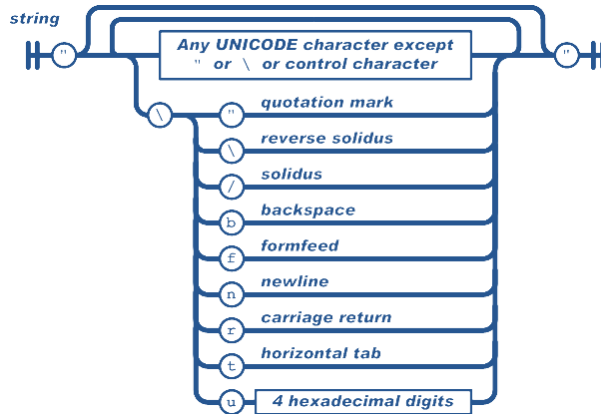 string
" Any UNICODE character except "
" or \ or control character
\ " quotation mark
\ reverse solidus
/ solidus
b backspace
f formfeed
n newline
r carriage return
t horizontal tab
u 4 hexadecimal digits